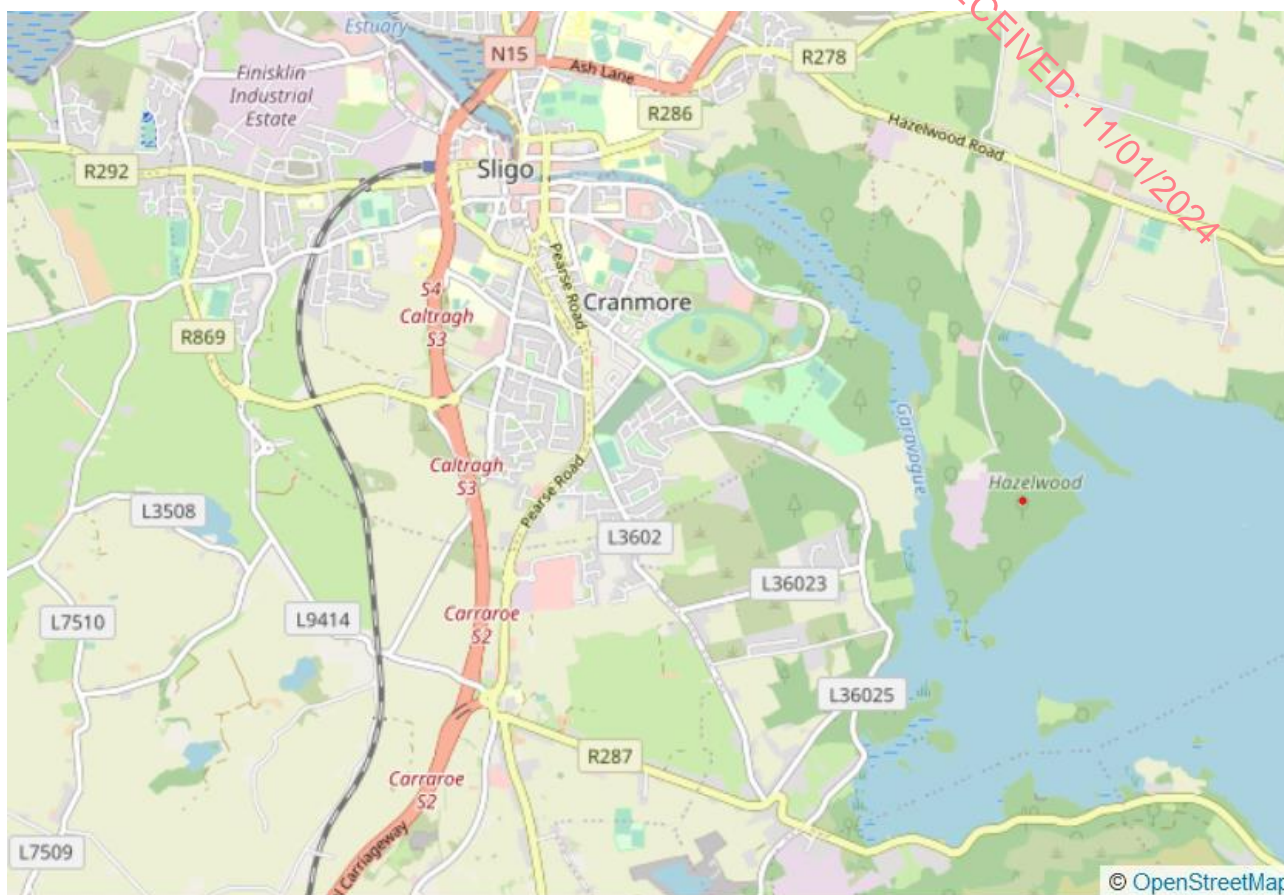 RECEIVED: 11/01/2024
Estuary
N15
R278
Ash Lane
Finisklin
Industrial
Estate
R286
Hazelwood Road
R292
Sligo
Pearse Road
S4
Caltragh
S3
Cranmore
R869
Garavogue
Caltragh
S3
Pearse Road
Hazelwood
L3508
L3602
L36023
L7510
L9414
Carraroe
S2
L36025
R287
Carraroe
S2
L7509
Carriageway
© OpenStreetMap